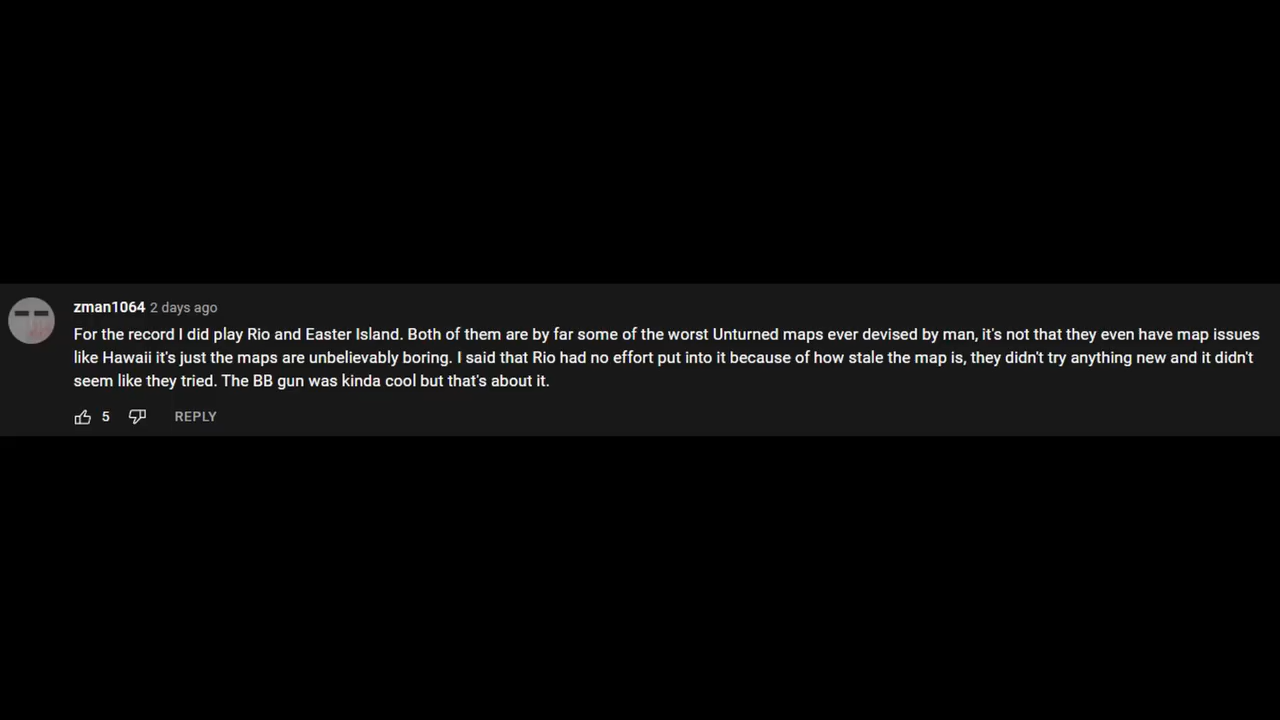 zman1064 2 days ago
For the record I did play Rio and Easter Island. Both of them are by far some of the worst Unturned maps ever devised by man, it's not that they even have map issues
like Hawaii it's just the maps are unbelievably boring. I said that Rio had no effort put into it because of how stale the map is, they didn't try anything new and it didn't
seem like they tried. The BB gun was kinda cool but that's about it.
5 REPLY